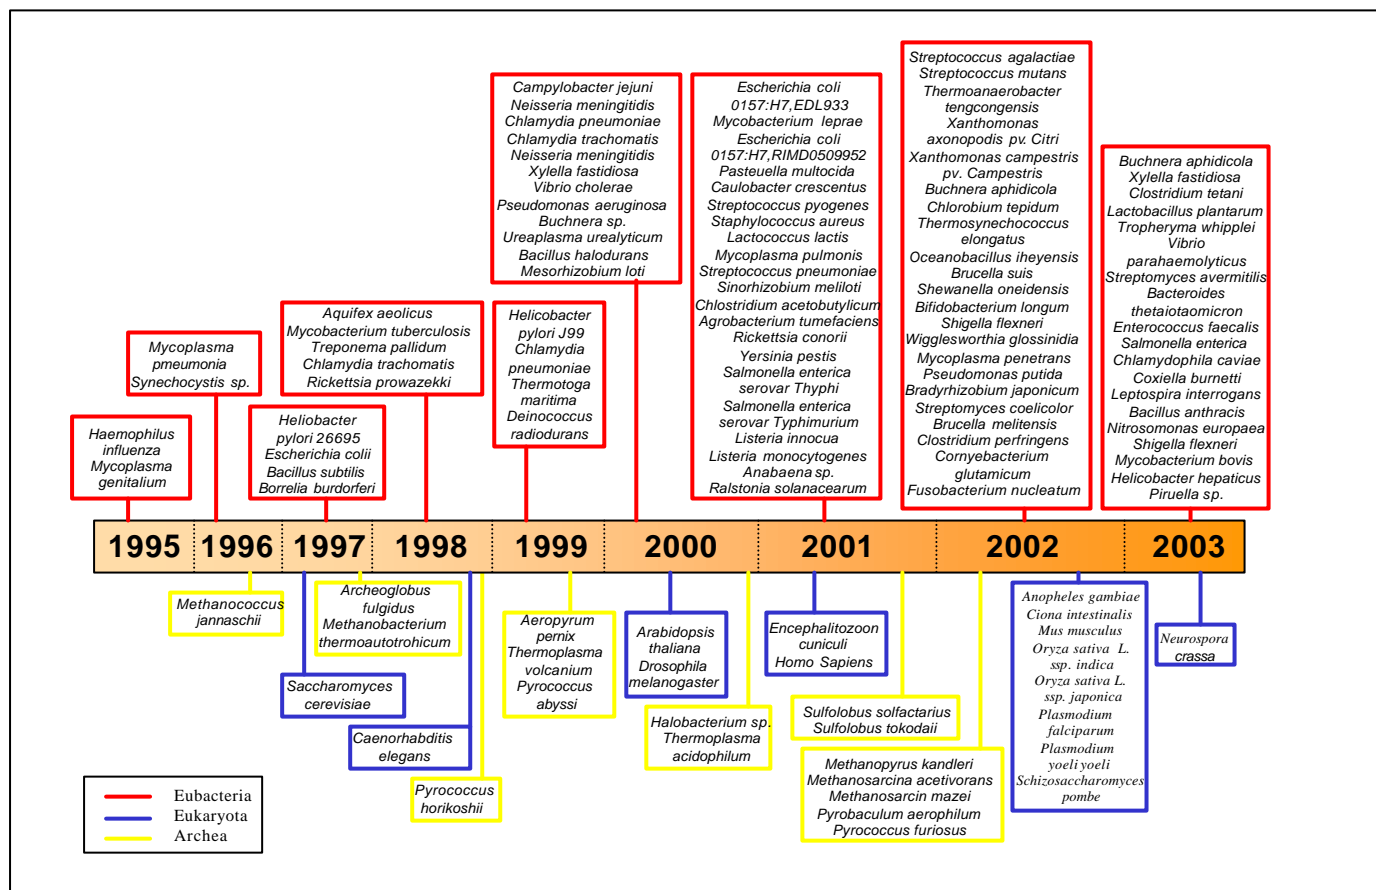 Streptococcus agalactiae
Streptococcus mutans
Thermoanaerobacter
tengcongensis
Xanthomonas
axonopodis pv. Citri
Xanthomonas campestris
pv. Campestris
Buchnera aphidicola
Chlorobium tepidum
Thermosynechococcus
elongatus
Oceanobacillus iheyensis
Brucella suis
Shewanella oneidensis
Bifidobacterium longum
Shigella flexneri
Wigglesworthia glossinidia
Mycoplasma penetrans
Pseudomonas putida
Bradyrhizobium japonicum
Streptomyces coelicolor
Brucella melitensis
Clostridium perfringens
Cornyebacterium
glutamicum
Fusobacterium nucleatum
Campylobacter jejuni
Neisseria meningitidis
Chlamydia pneumoniae
Chlamydia trachomatis
Neisseria meningitidis
Xylella fastidiosa
Vibrio cholerae
Pseudomonas aeruginosa
Buchnera sp.
Ureaplasma urealyticum
Bacillus halodurans
Mesorhizobium loti
Escherichia coli
0157:H7,EDL933
Mycobacterium leprae
Escherichia coli
0157:H7,RIMD0509952
Pasteuella multocida
Caulobacter crescentus
Streptococcus pyogenes
Staphylococcus aureus
Lactococcus lactis
Mycoplasma pulmonis
Streptococcus pneumoniae
Sinorhizobium meliloti
Chlostridium acetobutylicum
Agrobacterium tumefaciens
Rickettsia conorii
Yersinia pestis
Salmonella enterica
serovar Thyphi
Salmonella enterica
serovar Typhimurium
Listeria innocua
Listeria monocytogenes
Anabaena sp.
Ralstonia solanacearum
Buchnera aphidicola
Xylella fastidiosa
Clostridium tetani
Lactobacillus plantarum
Tropheryma whipplei
Vibrio
parahaemolyticus
Streptomyces avermitilis
Bacteroides
thetaiotaomicron
Enterococcus faecalis
Salmonella enterica
Chlamydophila caviae
Coxiella burnetti
Leptospira interrogans
Bacillus anthracis
Nitrosomonas europaea
Shigella flexneri
Mycobacterium bovis
Helicobacter hepaticus
Piruella sp.
Aquifex aeolicus
Mycobacterium tuberculosis
Treponema pallidum
Chlamydia trachomatis
Rickettsia prowazekki
Helicobacter
pylori J99
Chlamydia
pneumoniae
Thermotoga
maritima
Deinococcus
radiodurans
Mycoplasma
pneumonia
Synechocystis sp.
Haemophilus
influenza
Mycoplasma
genitalium
Heliobacter
pylori 26695
Escherichia colii
Bacillus subtilis
Borrelia burdorferi
1995 1996 1997 1998 1999 2000 2001 2002 2003
Methanococcus
jannaschii
Archeoglobus
fulgidus
Methanobacterium
thermoautrohicum
Saccharomyces
cerevisiae
Caenorhabditis
elegans
Pyrococcus
horikoshii
Aeropyrum
pernix
Thermoplasma
volcanium
Pyrococcus
abyssi
Arabidopsis
thaliana
Drosophila
melanogaster
Halobacterium sp.
Thermoplasma
acidophilum
Encephalitozoon
cuniculi
Homo Sapiens
Sulfolobus solfactarius
Sulfolobus tokodaii
Methanopyrus kandleri
Methanosarcina acetivorans
Methanosarcin mazei
Pyrobaculum aerophilum
Pyrococcus furiosus
Anopheles gambiae
Ciona intestinalis
Mus musculus
Oryza sativa L.
ssp. indica
Oryza sativa L.
ssp. japonica
Plasmodium
falciparum
Plasmodium
yoeli yoeli
Schizosaccharomyces
pombe
Neurospora
crassa
Eubacteria
Eukaryota
Archea